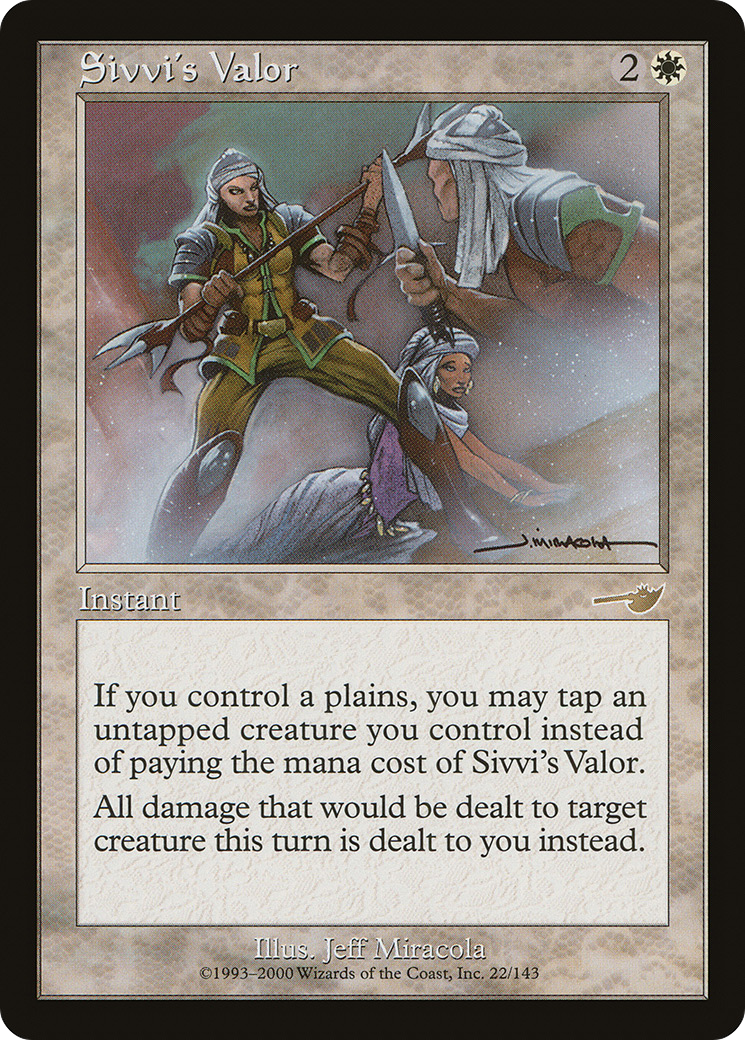 Sivvi's Valor 2
J. MIRACOLA
Instant
If you control a plains, you may tap an
untapped creature you control instead
of paying the mana cost of Sivvi's Valor.
All damage that would be dealt to target
creature this turn is dealt to you instead.
Illus. Jeff Miracola
©1993–2000 Wizards of the Coast, Inc. 22/143